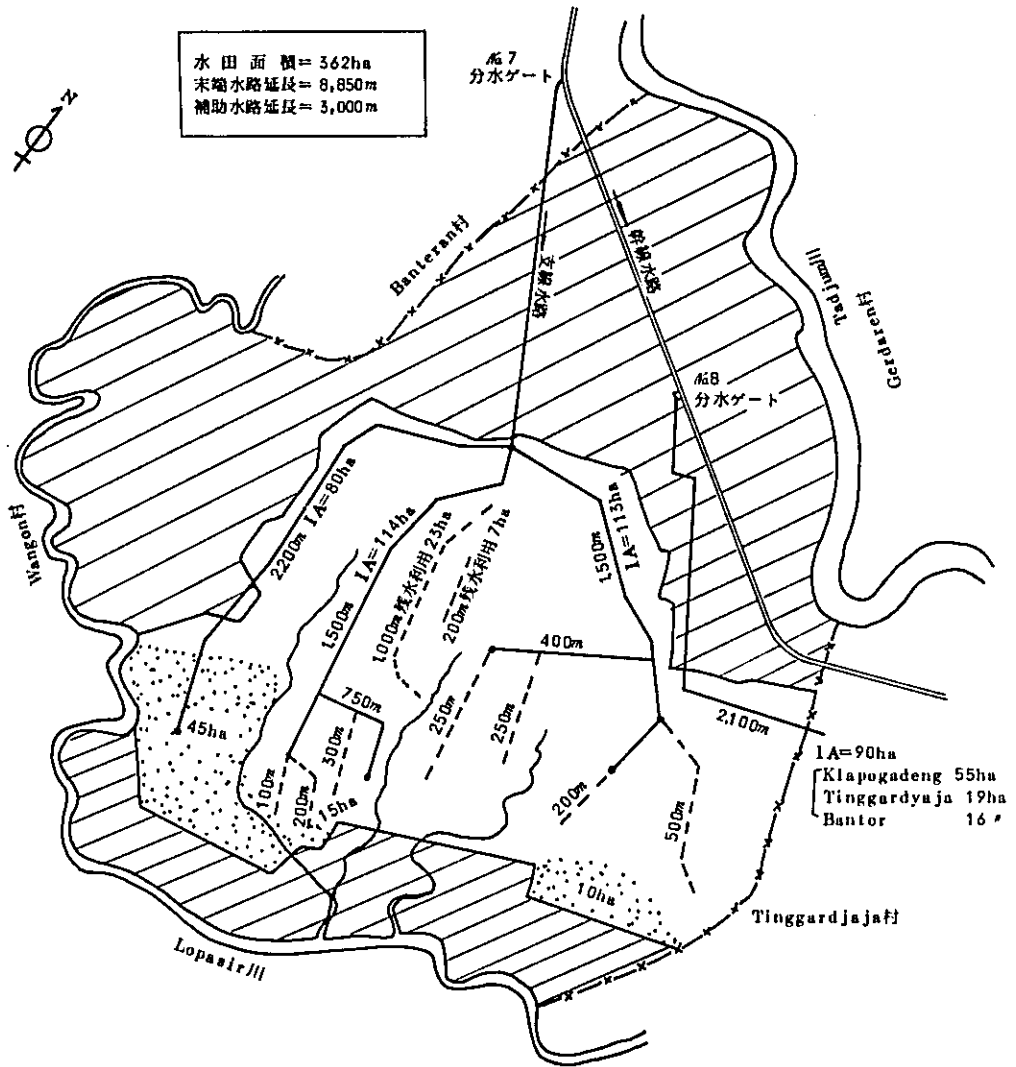 水田面積=362ha
末端水路延長=8,850m
補助水路延長=3,000m
№7
分水ゲート
N
Banteran村
支線水路
幹線水路
Tadjum川
Gerdaren村
№8
分水ゲート
Wangon村
2,200m IA=80ha
1,500m IA=114ha
1,000m残水利用23ha
200m残水利用7ha
1,500m
IA=113ha
400m
750m
250m
250m
300m
45ha
100m
200m
15ha
200m
500m
2,100m
IA=90ha
Klapogadeng 55ha
Tinggardyaja 19ha
Bantor 16〃
10ha
Tinggardjaja村
Lopasir川